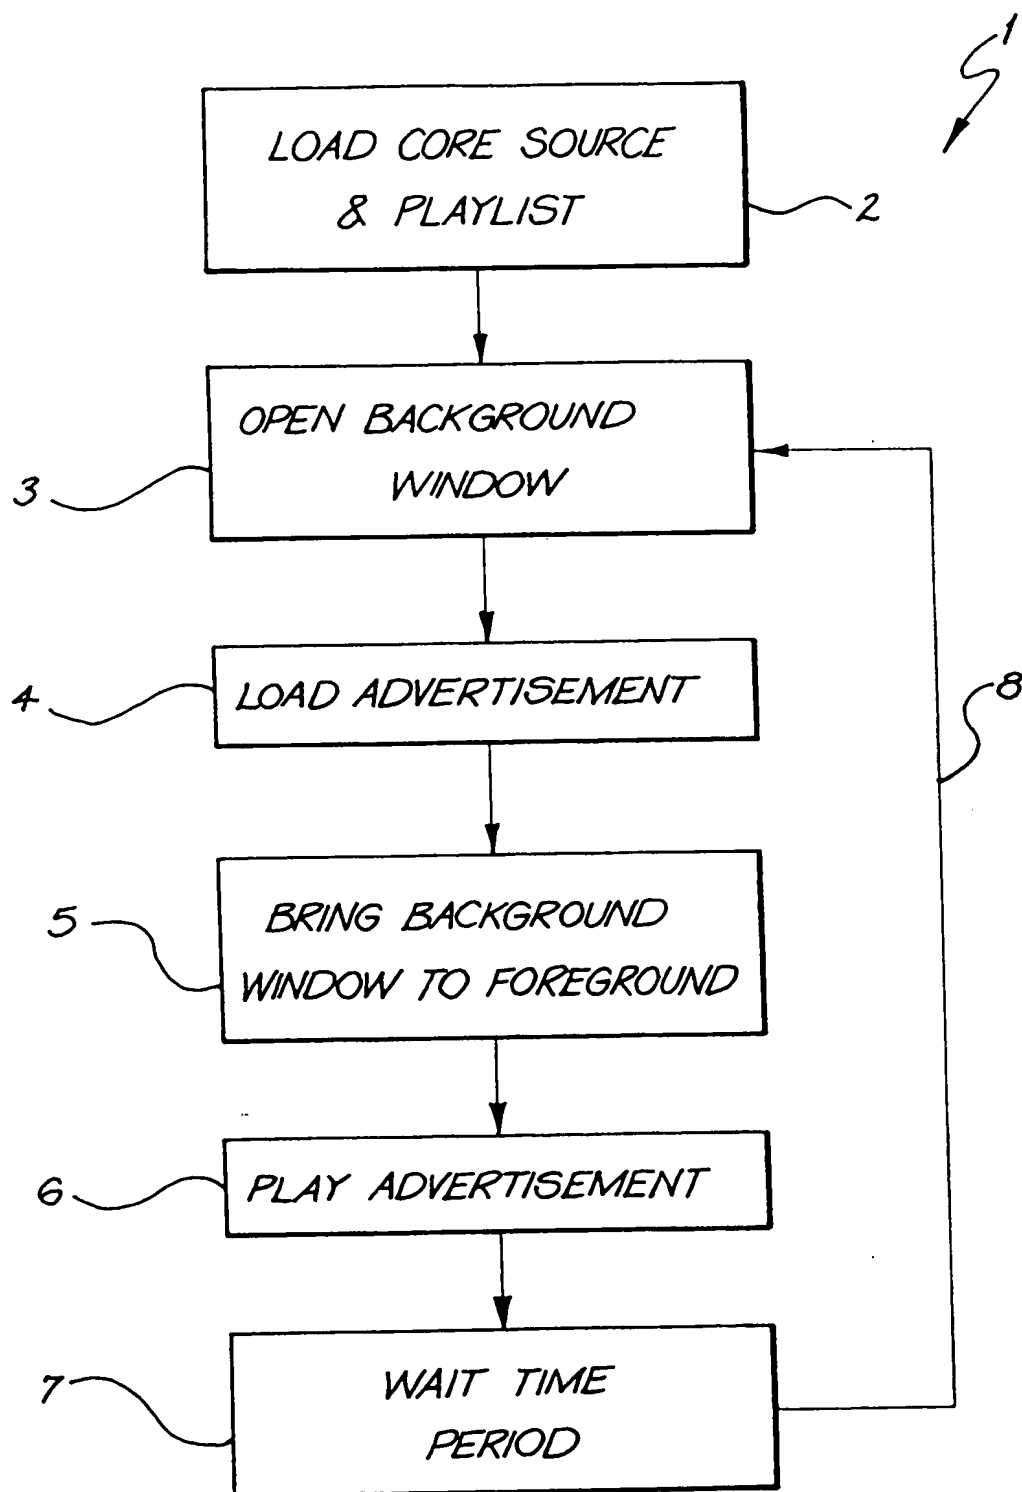 1
LOAD CORE SOURCE
& PLAYLIST
2
OPEN BACKGROUND
WINDOW
3
LOAD ADVERTISEMENT
4
8
BRING BACKGROUND
WINDOW TO FOREGROUND
5
PLAY ADVERTISEMENT
6
WAIT TIME
PERIOD
7